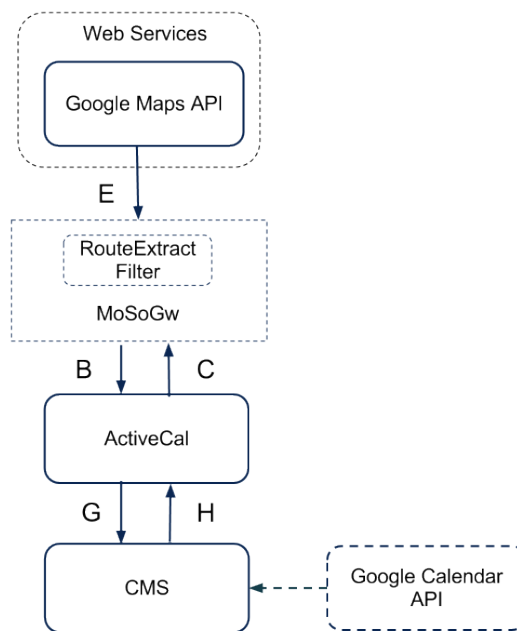 Web Services
Google Maps API
E
RouteExtract
Filter
MoSoGw
B
C
ActiveCal
G
H
CMS
Google Calendar
API